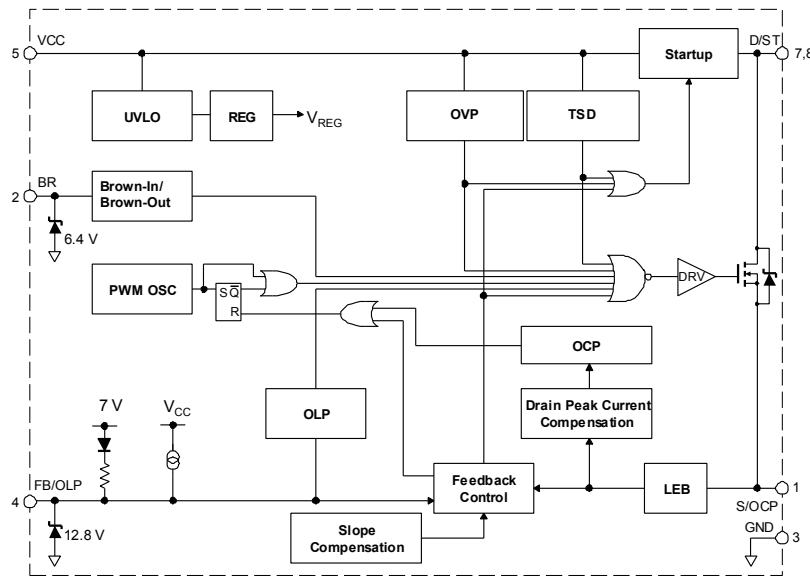 VCC
D/ST
5
7,8
Startup
UVLO
REG
VREG
OVP
TSD
BR
2
Brown-In/
Brown-Out
6.4 V
PWM OSC
S Q̅
R
DRV
OCP
7 V
VCC
OLP
Drain Peak Current
Compensation
FB/OLP
4
Feedback
Control
LEB
1
S/OCP
12.8 V
Slope
Compensation
GND
3